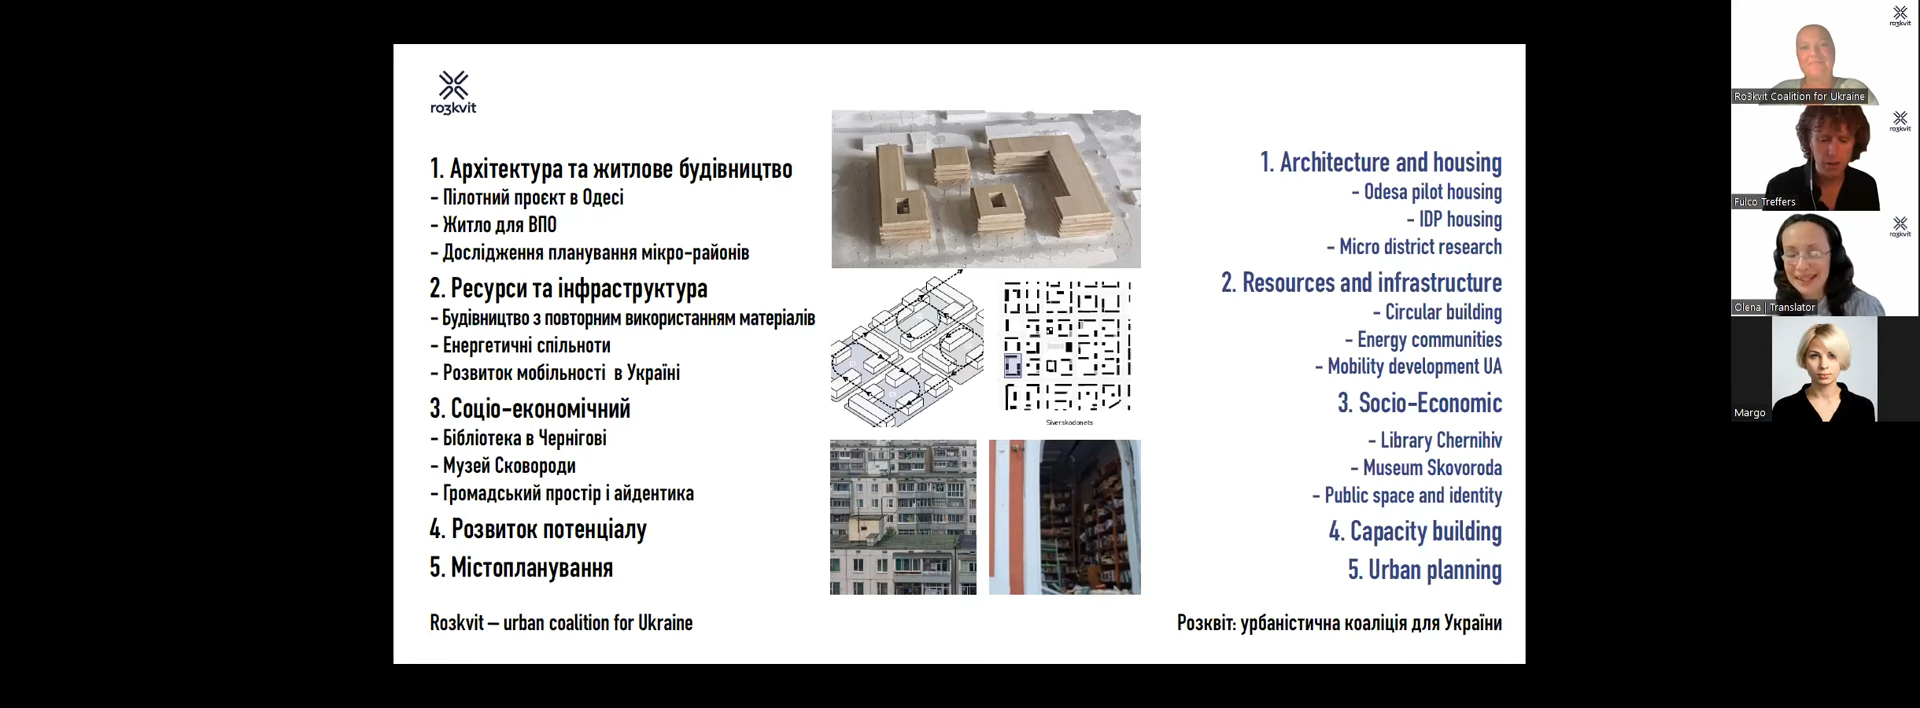 ro3kvit
1. Архітектура та житлове будівництво
- Пілотний проєкт в Одесі
- Житло для ВПО
- Дослідження планування мікро-районів
2. Ресурси та інфраструктура
- Будівництво з повторним використанням матеріалів
- Енергетичні спільноти
- Розвиток мобільності в Україні
3. Соціо-економічний
- Бібліотека в Чернігові
- Музей Сковороди
- Громадський простір і айдентика
4. Розвиток потенціалу
5. Містопланування
Ro3kvit – urban coalition for Ukraine
Siverskodonets
1. Architecture and housing
- Odesa pilot housing
- IDP housing
- Micro district research
2. Resources and infrastructure
- Circular building
- Energy communities
- Mobility development UA
3. Socio-Economic
- Library Chernihiv
- Museum Skovoroda
- Public space and identity
4. Capacity building
5. Urban planning
Розквіт: урбаністична коаліція для України
ro3kvit
Ro3kvit Coalition for Ukraine
ro3kvit
Fulco Treffers
ro3kvit
Olena | Translator
Margo